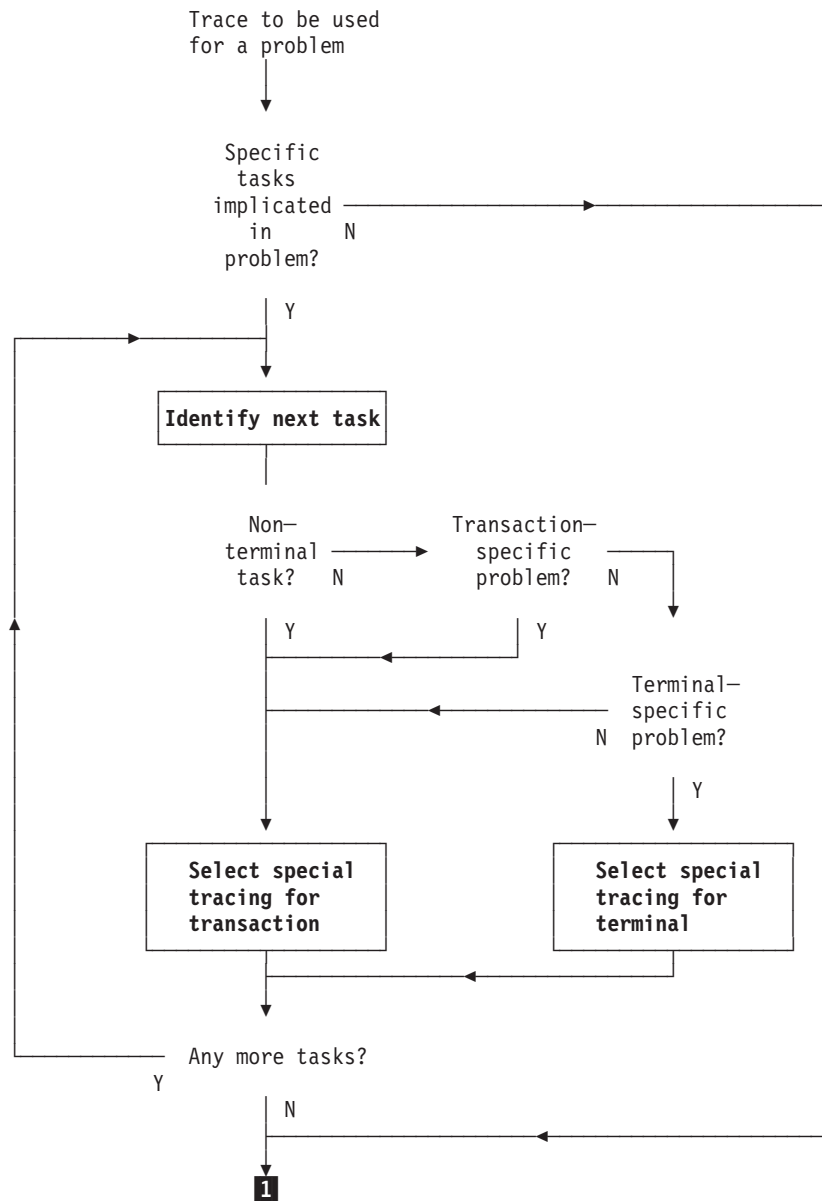 Trace to be used
for a problem
Specific
tasks
implicated
in
problem?
N
Y
Identify next task
Non—
terminal
task?
N
Transaction—
specific
problem?
N
Y
Y
Terminal—
specific
problem?
N
Y
Select special
tracing for
transaction
Select special
tracing for
terminal
Any more tasks?
Y
N
1